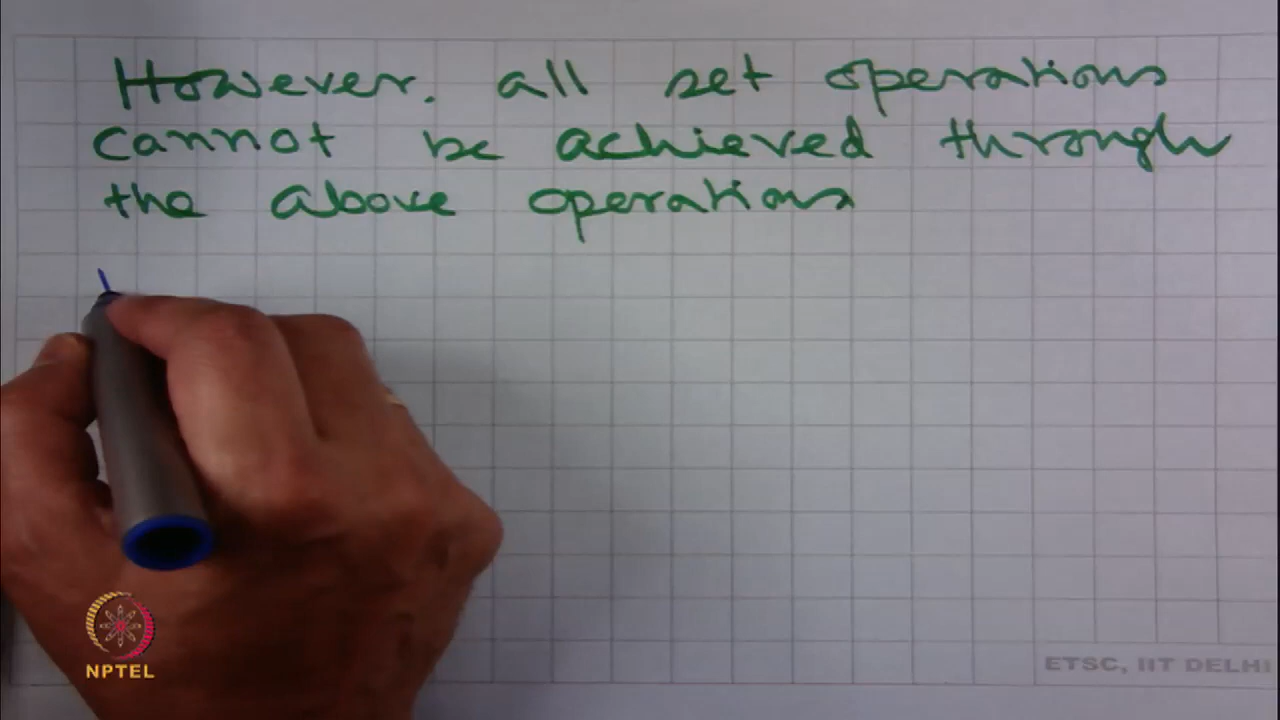 However. all set operations
cannot be achieved through
the above operations
NPTEL
ETSC, IIT DELHI